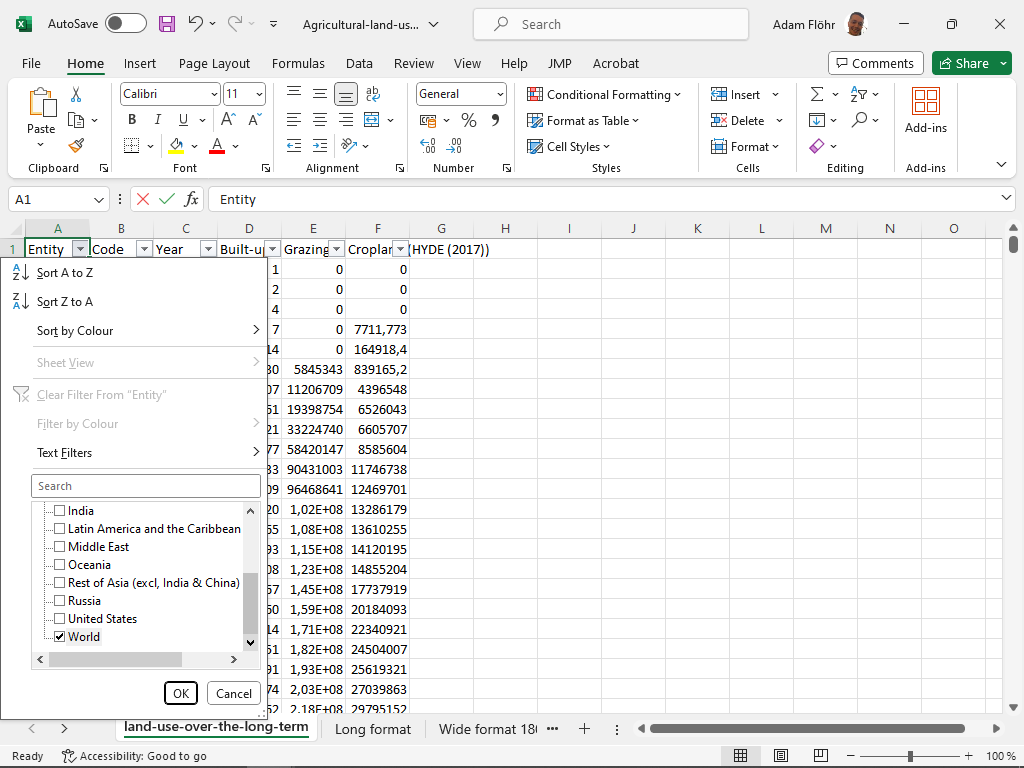 AutoSave
Agricultural-land-us...
Search
Adam Flöhr
File Home Insert Page Layout Formulas Data Review View Help JMP Acrobat
Comments Share
Paste
Clipboard
Calibri 11
B I U A A
Font
ab
Alignment
General
% 9
Number
Conditional Formatting
Format as Table
Cell Styles
Styles
Insert
Delete
Format
Cells
Editing
Add-ins
Add-ins
A1 fx Entity
A B C D E F G H I J K L M N O
1 Entity Code Year Built-u Grazing Croplan (HYDE (2017))
1 0 0
2 0 0
4 0 0
7 0 7711,773
14 0 164918,4
30 5845343 839165,2
07 11206709 4396548
61 19398754 6526043
21 33224740 6605707
77 58420147 8585604
33 90431003 11746738
09 96468641 12469701
20 1,02E+08 13286179
65 1,08E+08 13610255
93 1,15E+08 14120195
08 1,23E+08 14855204
67 1,45E+08 17737919
60 1,59E+08 20184093
14 1,71E+08 22340921
61 1,82E+08 24504007
91 1,93E+08 25619321
74 2,03E+08 27039863
62 2,18E+08 29795152
Sort A to Z
Sort Z to A
Sort by Colour
Sheet View
Clear Filter From "Entity"
Filter by Colour
Text Filters
Search
India
Latin America and the Caribbean
Middle East
Oceania
Rest of Asia (excl, India & China)
Russia
United States
World
OK Cancel
land-use-over-the-long-term Long format Wide format 18
Ready Accessibility: Good to go 100 %